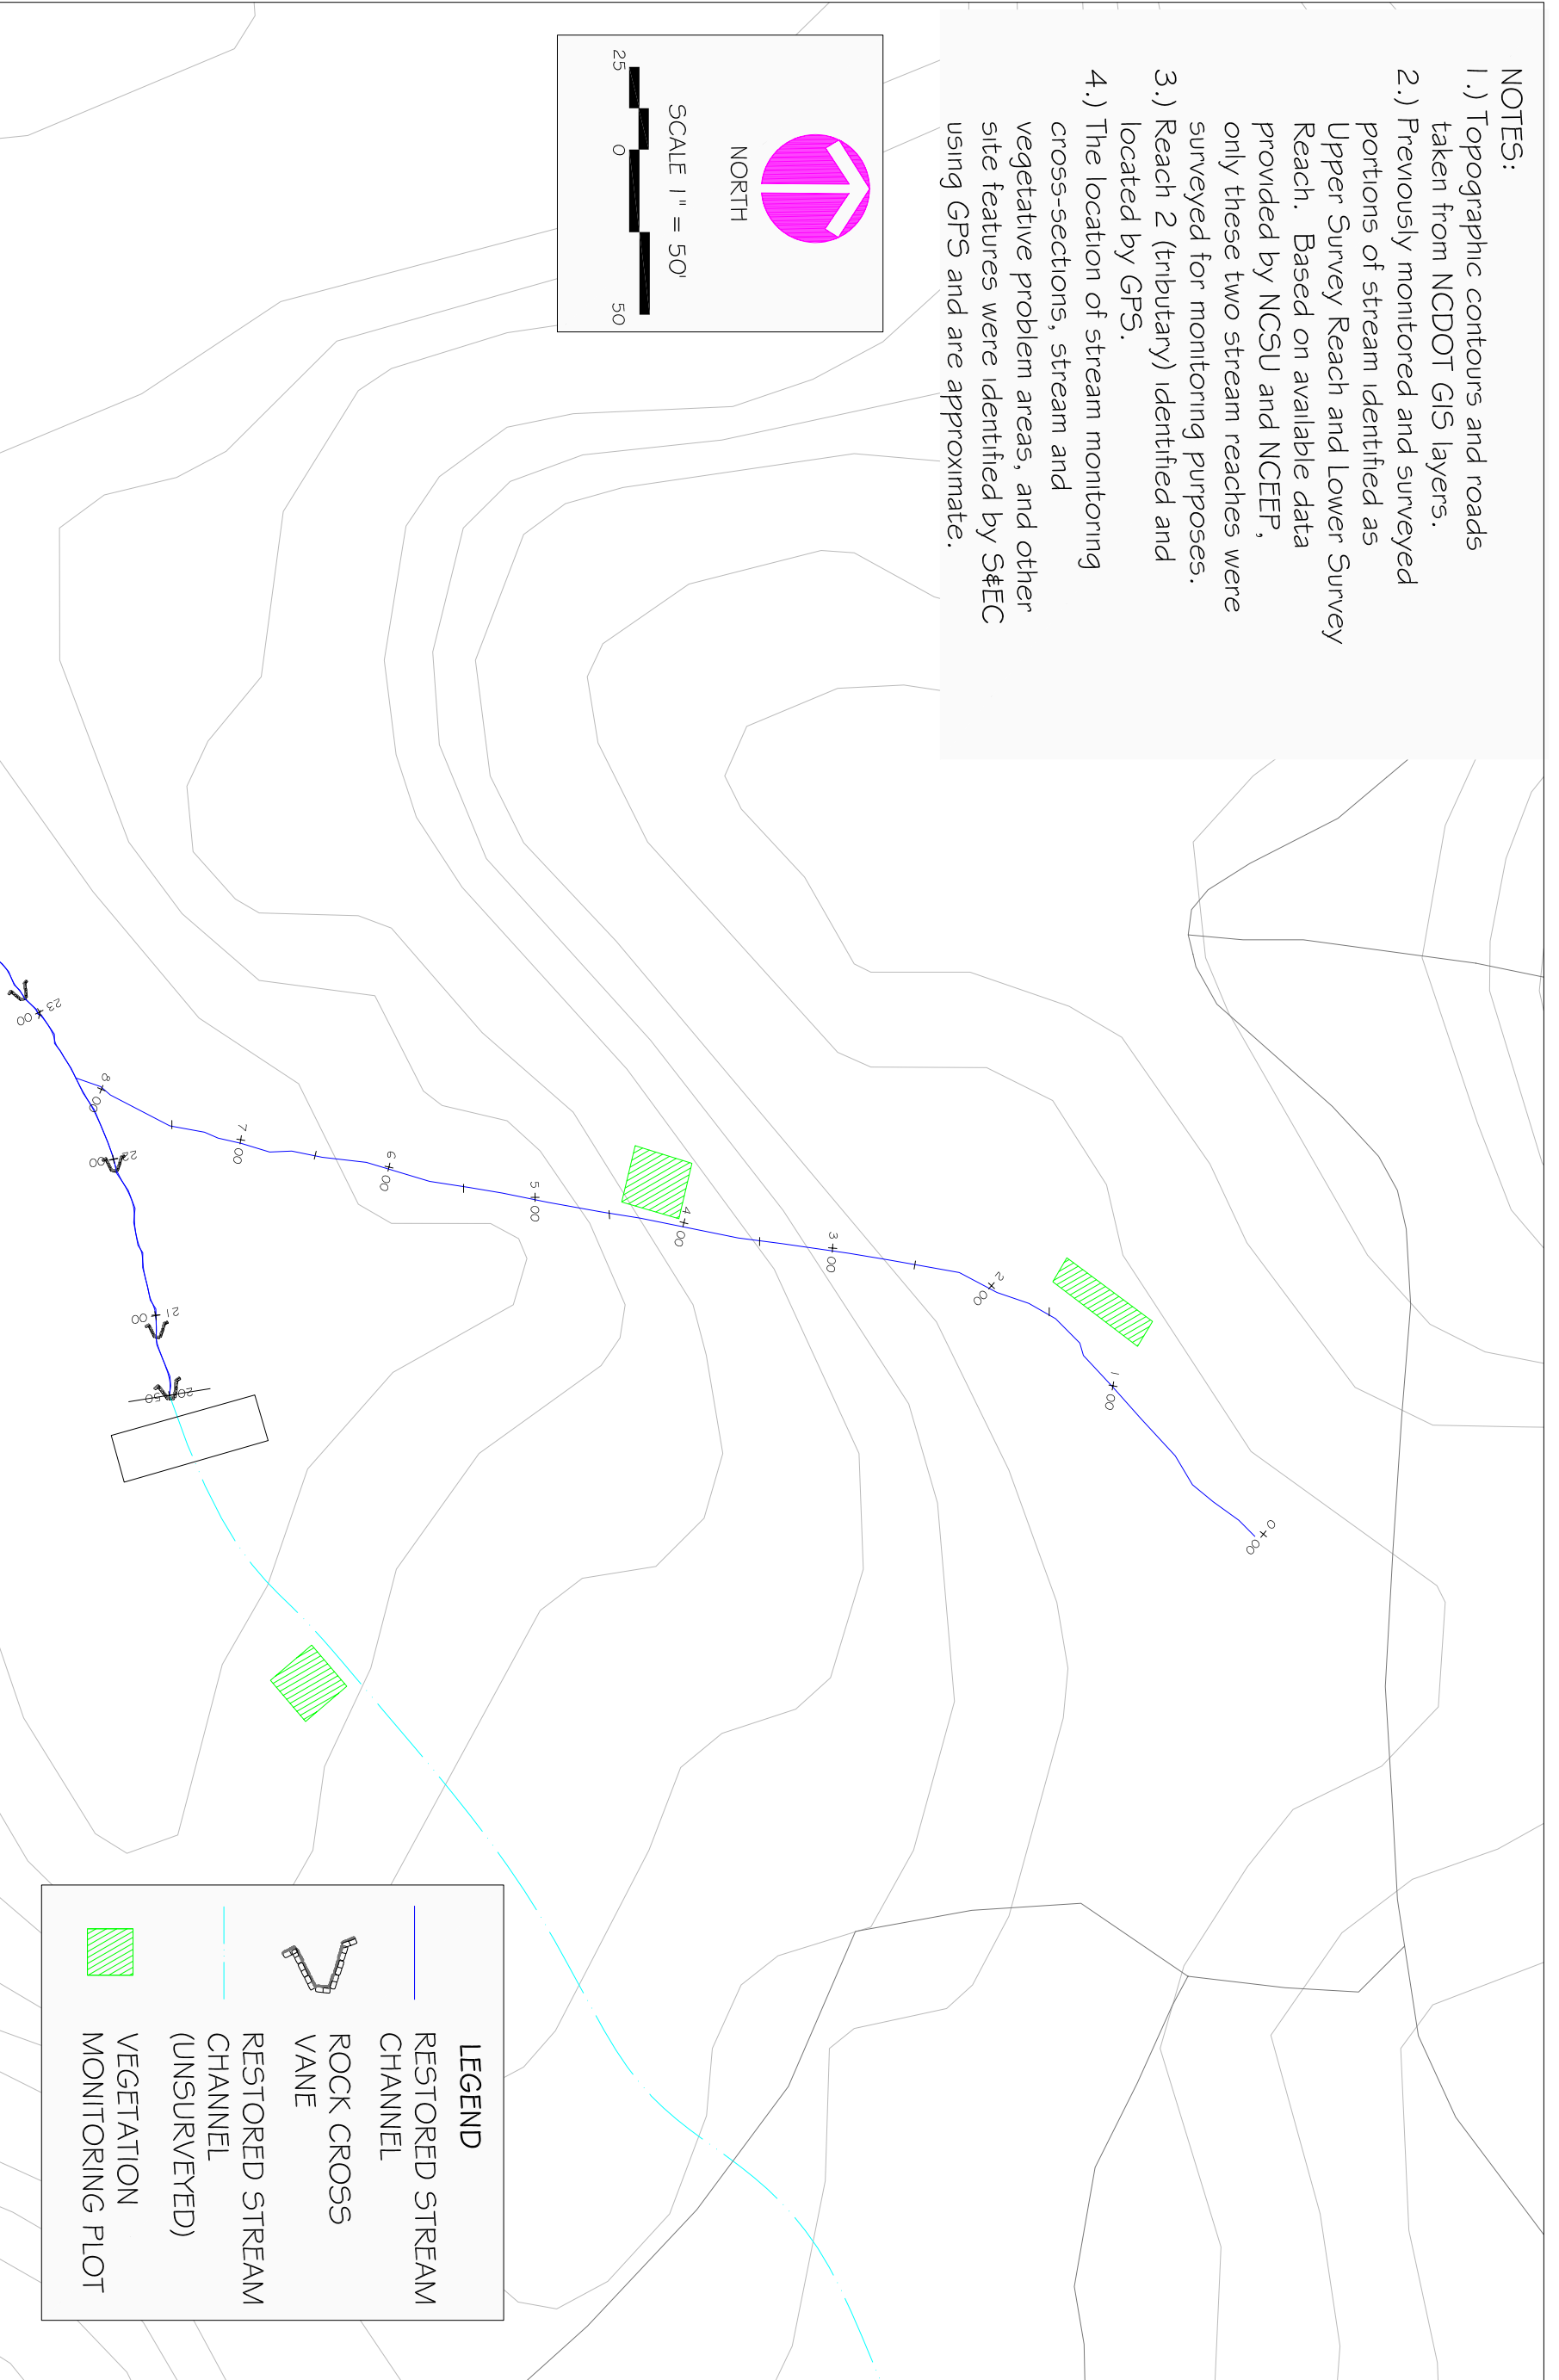 NOTES:
1.) Topographic contours and roads
taken from NCDOT GIS layers.
2.) Previously monitored and surveyed
portions of stream identified as
Upper Survey Reach and Lower Survey
Reach. Based on available data
provided by NCSU and NCEEP,
only these two stream reaches were
surveyed for monitoring purposes.
3.) Reach 2 (tributary) identified and
located by GPS.
4.) The location of stream monitoring
cross-sections, stream and
vegetative problem areas, and other
site features were identified by S&EC
using GPS and are approximate.
NORTH
SCALE 1" = 50'
25 0 50
0+00
1+00
2+00
3+00
4+00
5+00
6+00
7+00
8+00
23+00
22+00
21+00
20+50
LEGEND
RESTORED STREAM
CHANNEL
ROCK CROSS
VANE
RESTORED STREAM
CHANNEL
(UNSURVEYED)
VEGETATION
MONITORING PLOT